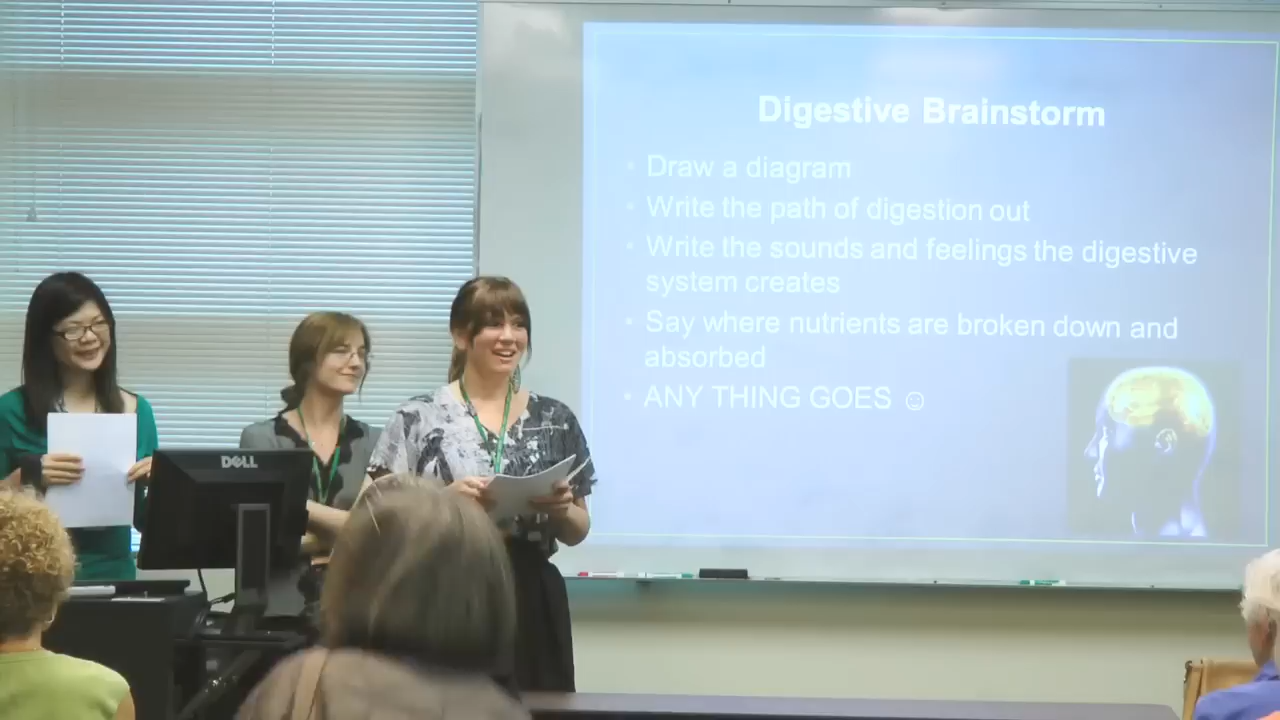 Digestive Brainstorm
• Draw a diagram
• Write the path of digestion out
• Write the sounds and feelings the digestive
system creates
• Say where nutrients are broken down and
absorbed
• ANY THING GOES ☺
DELL